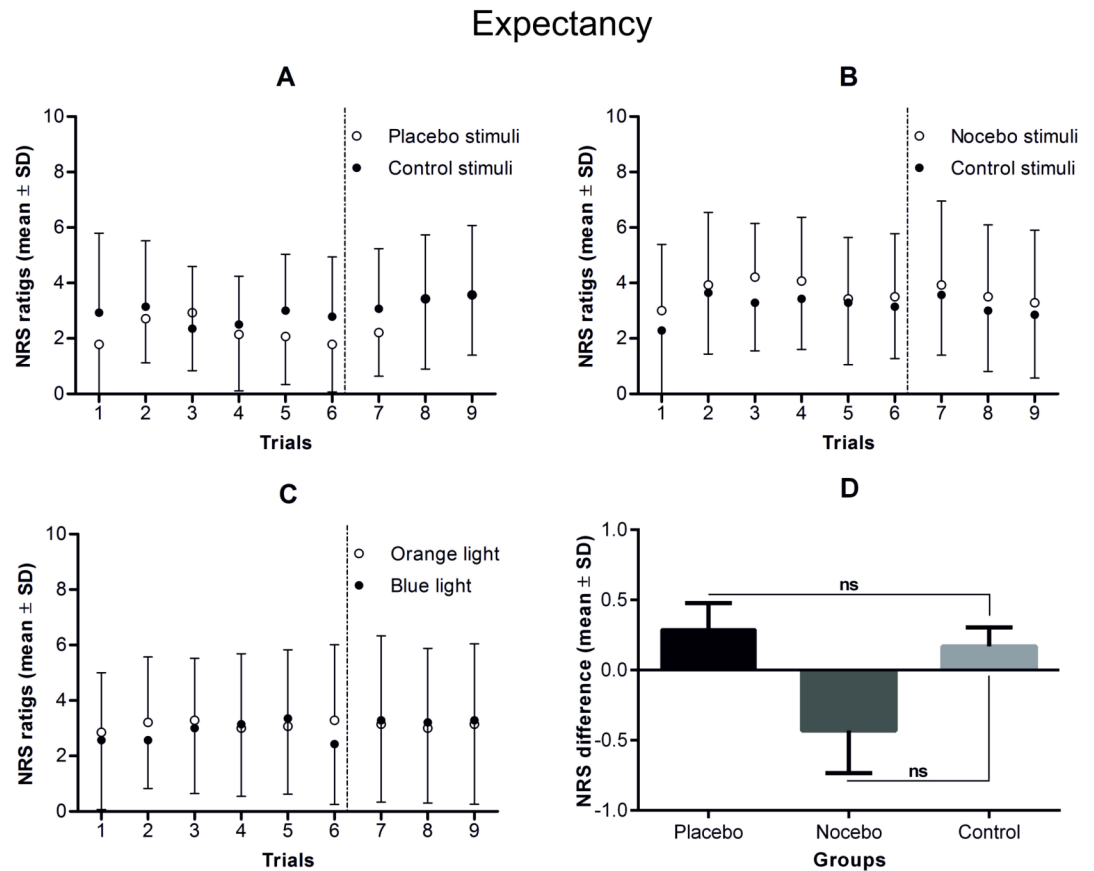 Expectancy
A
NRS ratigs (mean ± SD)
10
8
6
4
2
0
Placebo stimuli
Control stimuli
1 2 3 4 5 6 7 8 9
Trials
B
NRS ratigs (mean ± SD)
10
8
6
4
2
0
Nocebo stimuli
Control stimuli
1 2 3 4 5 6 7 8 9
Trials
C
NRS ratigs (mean ± SD)
10
8
6
4
2
0
Orange light
Blue light
1 2 3 4 5 6 7 8 9
Trials
D
NRS difference (mean ± SD)
1.0
0.5
0.0
-0.5
-1.0
ns
ns
Placebo Nocebo Control
Groups